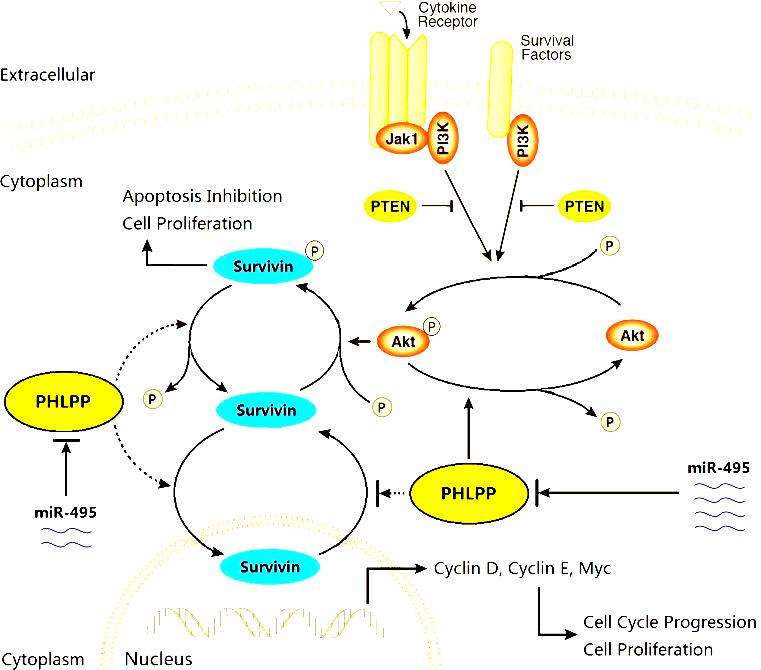 Cytokine
Receptor
Survival
Factors
Extracellular
Jak1
PI3K
PI3K
Cytoplasm
Apoptosis Inhibition
Cell Proliferation
PTEN
PTEN
P
Survivin
P
P
Akt
Akt
PHLPP
P
Survivin
P
P
miR-495
PHLPP
miR-495
Survivin
Cyclin D, Cyclin E, Myc
Cell Cycle Progression
Cell Proliferation
Cytoplasm
Nucleus